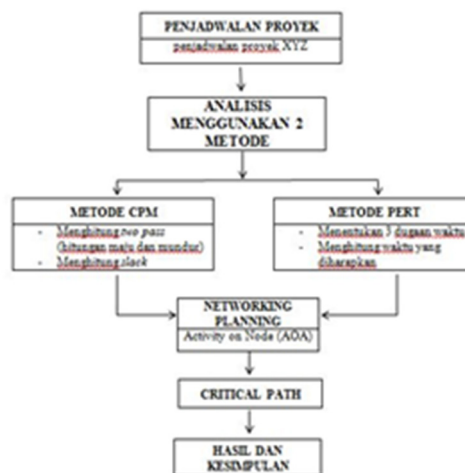 PENJADWALAN PROYEK
penjadwalan proyek XYZ
ANALISIS
MENGGUNAKAN 2
METODE
METODE CPM
- Menghitung two pass
(hitungan maju dan mundur)
- Menghitung slack
METODE PERT
- Menentukan 3 dugaan waktu
- Menghitung waktu yang
diharapkan
NETWORKING
PLANNING
Activity on Node (AOA)
CRITICAL PATH
HASIL DAN
KESIMPULAN